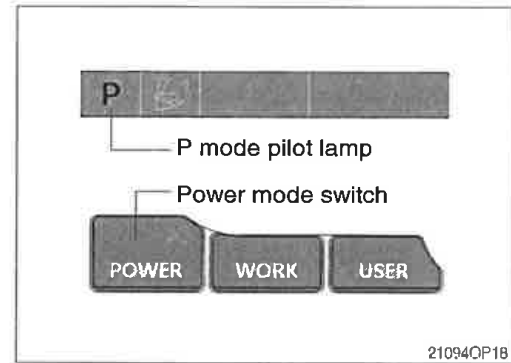 P
P mode pilot lamp
Power mode switch
POWER WORK USER
21094OP18